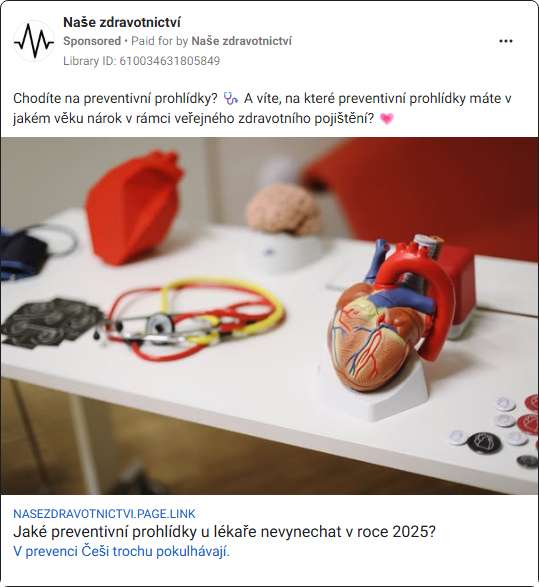 Naše zdravotnictví
Sponsored • Paid for by Naše zdravotnictví
Library ID: 610034631805849
Chodíte na preventivní prohlídky? 🩺 A víte, na které preventivní prohlídky máte v
jakém věku nárok v rámci veřejného zdravotního pojištění? 💗
NASEZDRAVOTNICTVI.PAGE.LINK
Jaké preventivní prohlídky u lékaře nevynechat v roce 2025?
V prevenci Češi trochu pokulhávají.